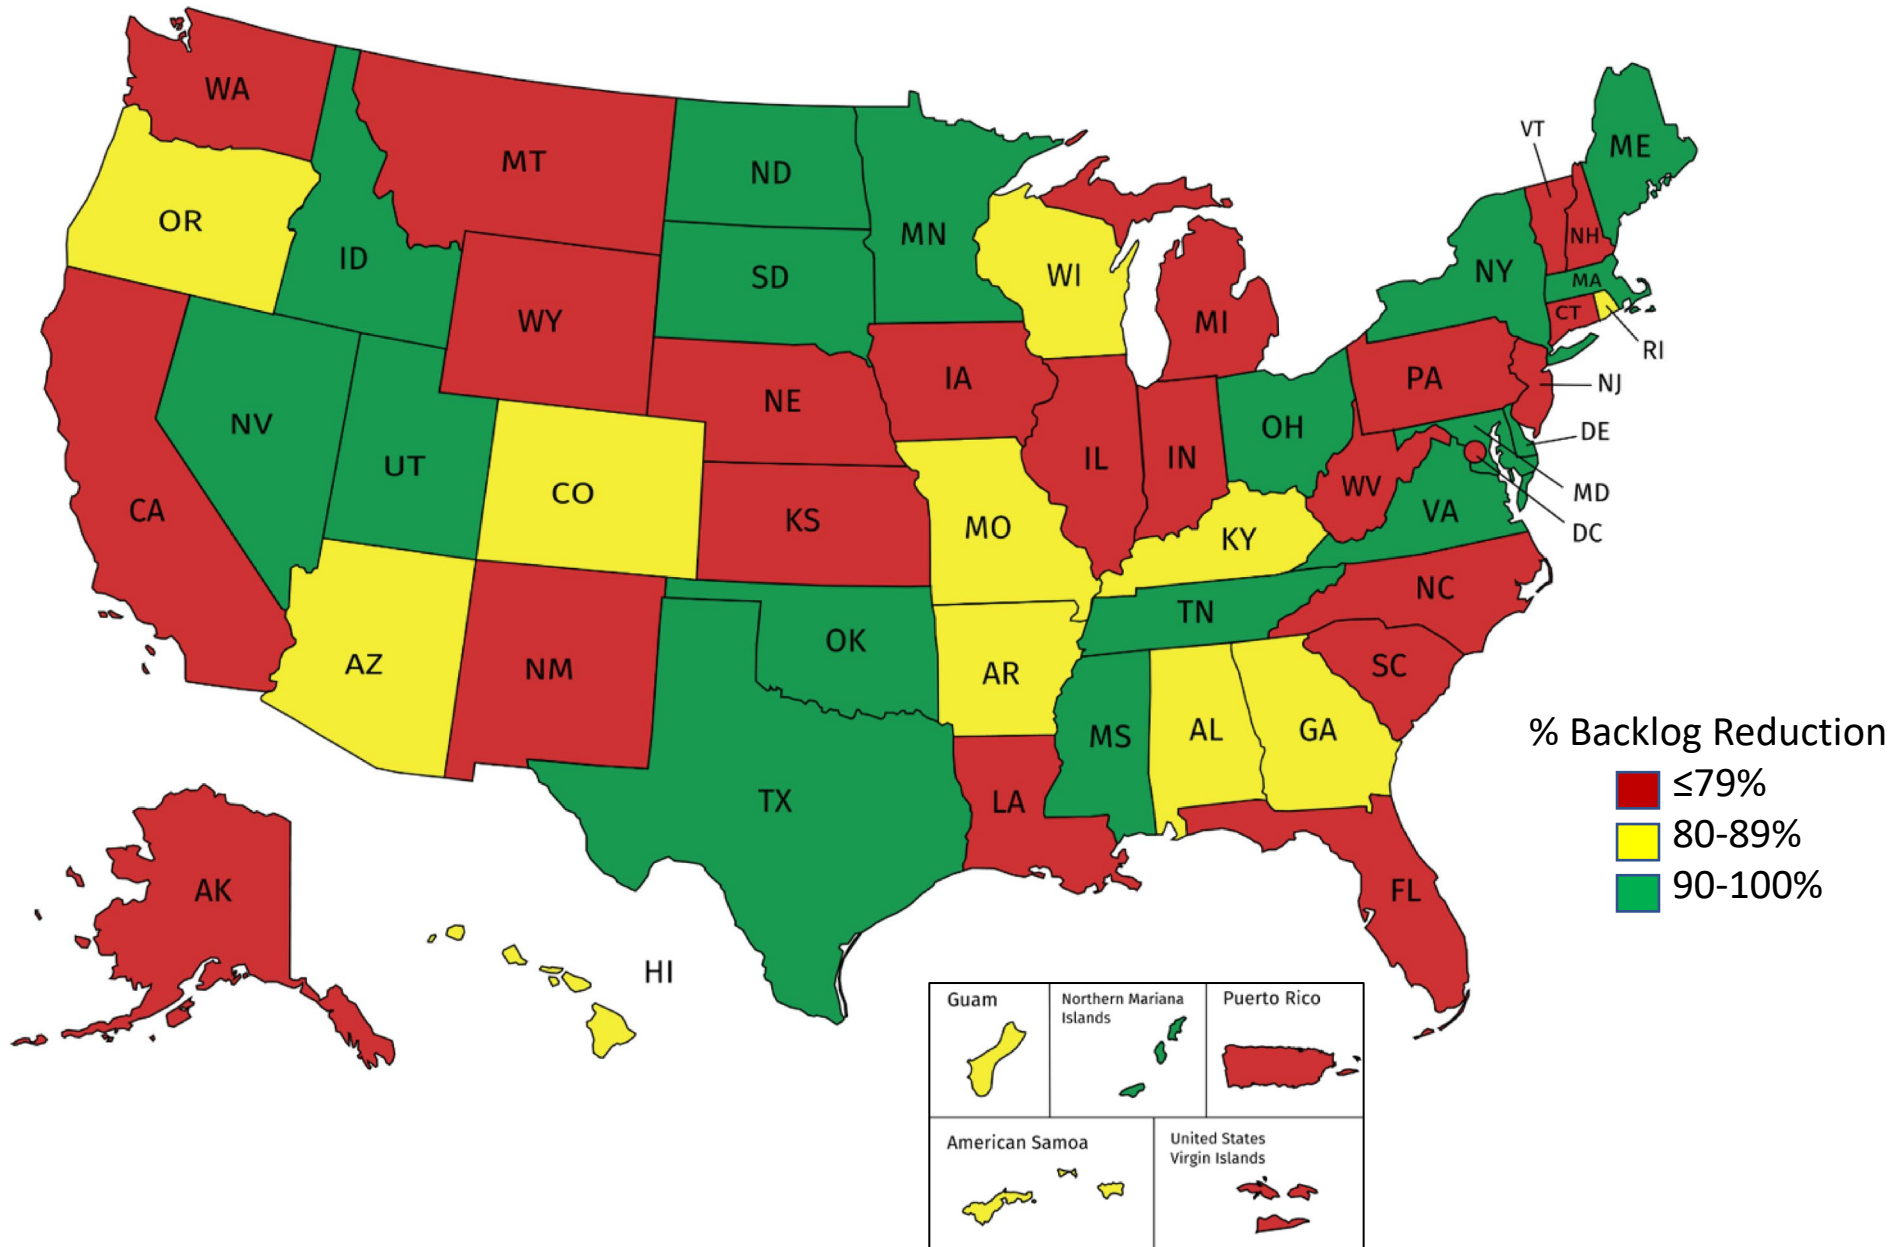 WA
MT
ND
MN
VT
ME
OR
ID
SD
WI
NY
NH
MA
WY
MI
CT
RI
IA
PA
NJ
NE
NV
UT
OH
DE
IL
IN
CA
CO
KS
WV
MD
MO
VA
DC
KY
NC
TN
OK
AZ
NM
AR
SC
MS
AL
GA
TX
LA
AK
FL
HI
% Backlog Reduction
≤79%
80-89%
90-100%
Guam
Northern Mariana
Islands
Puerto Rico
American Samoa
United States
Virgin Islands